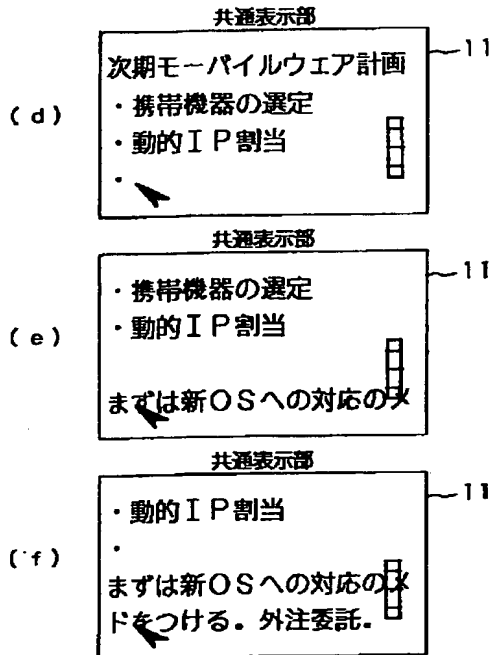 共通表示部
11
(d)
次期モーバイルウェア計画
・携帯機器の選定
・動的IP割当
・
共通表示部
11
(e)
・携帯機器の選定
・動的IP割当
まずは新OSへの対応のメ
共通表示部
11
(f)
・動的IP割当
・
まずは新OSへの対応のメ
ドをつける。外注委託.